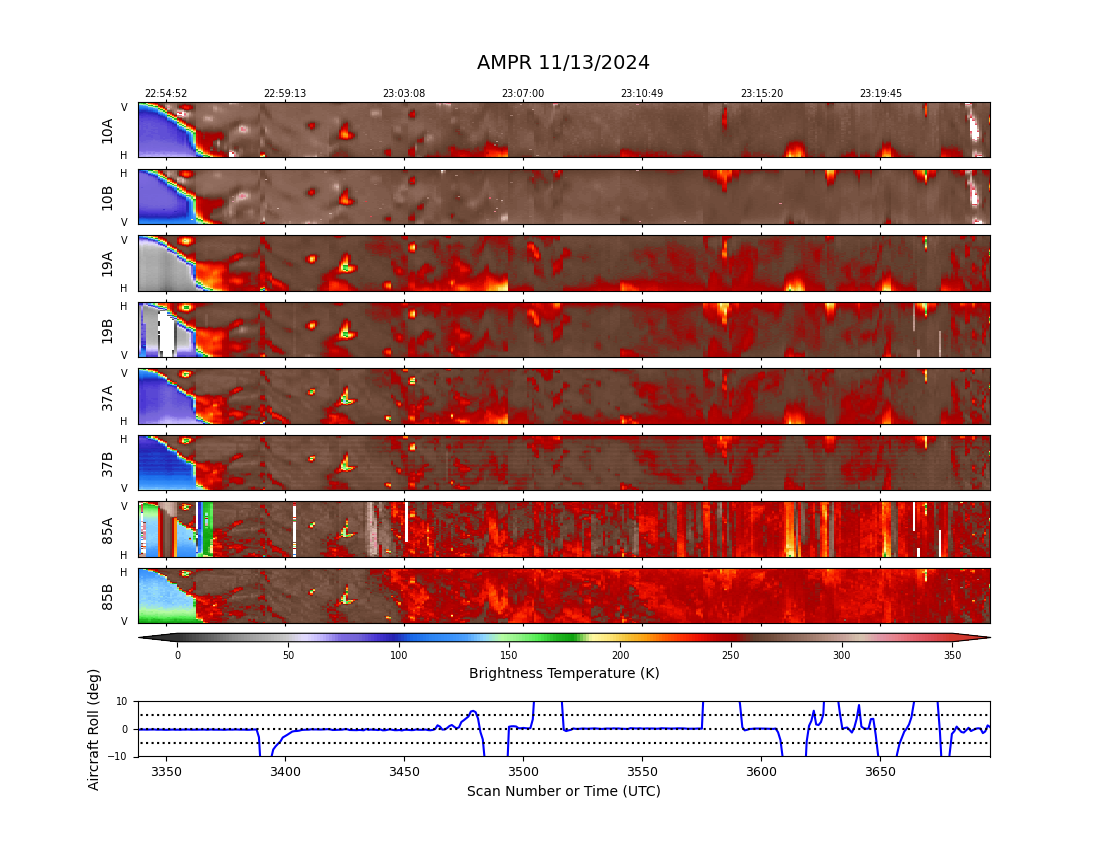 AMPR 11/13/2024
22:54:52 22:59:13 23:03:08 23:07:00 23:10:49 23:15:20 23:19:45
V
10A
H
H
10B
V
V
19A
H
H
19B
V
V
37A
H
H
37B
V
V
85A
H
H
85B
V
0 50 100 150 200 250 300 350
Brightness Temperature (K)
Aircraft Roll (deg)
10
0
−10
3350 3400 3450 3500 3550 3600 3650
Scan Number or Time (UTC)